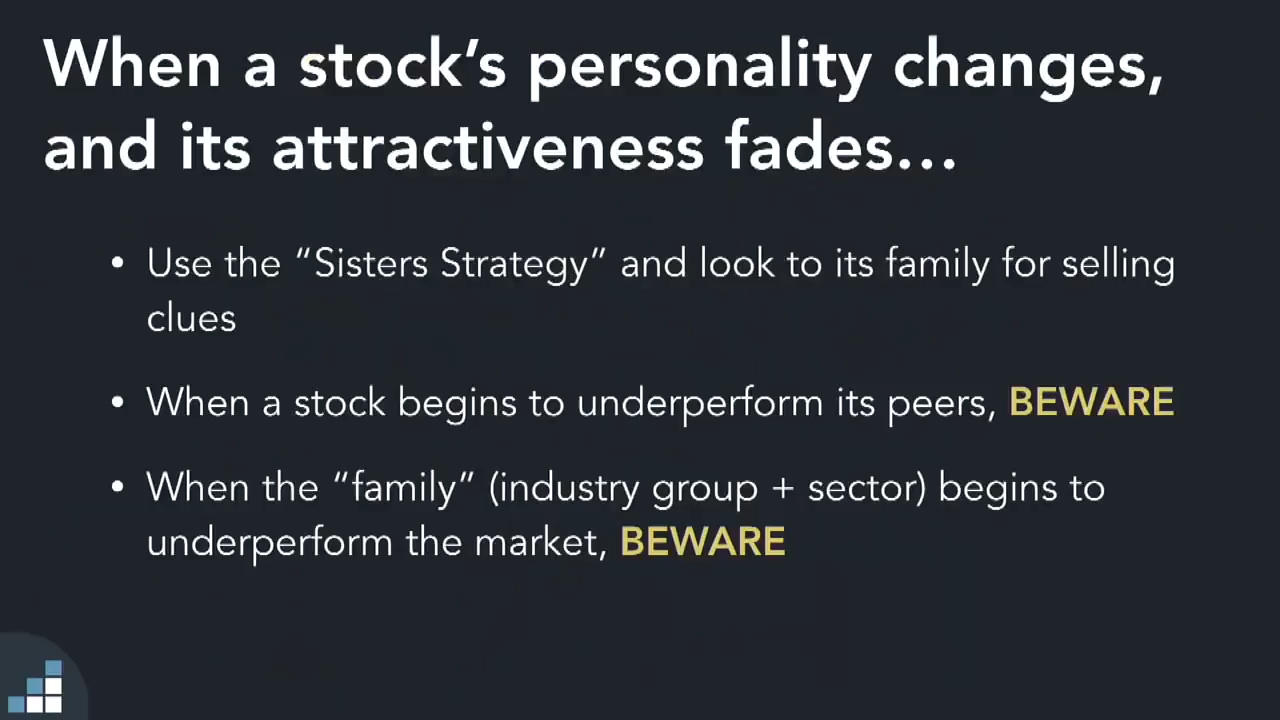 When a stock’s personality changes,
and its attractiveness fades…
• Use the “Sisters Strategy” and look to its family for selling
clues
• When a stock begins to underperform its peers, BEWARE
• When the “family” (industry group + sector) begins to
underperform the market, BEWARE